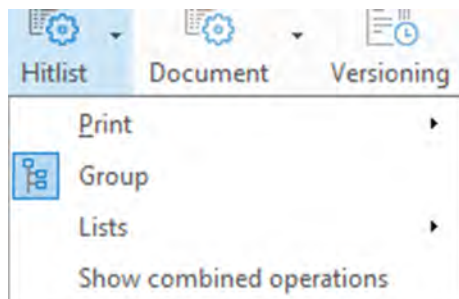 Hitlist Document Versioning
Print
Group
Lists
Show combined operations